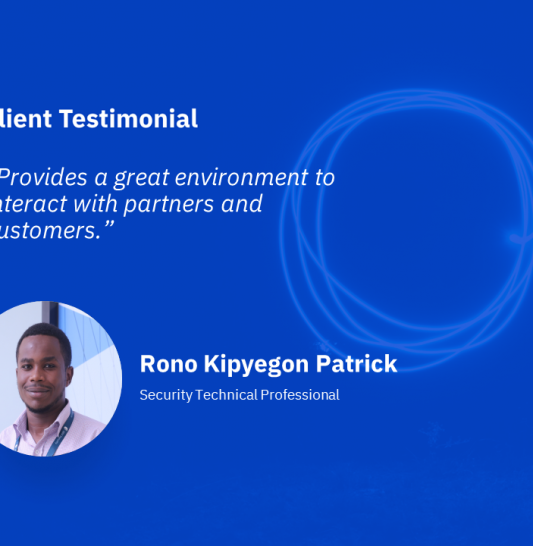 lient Testimonial
Provides a great environment to
nteract with partners and
ustomers.”
Rono Kipyegon Patrick
Security Technical Professional